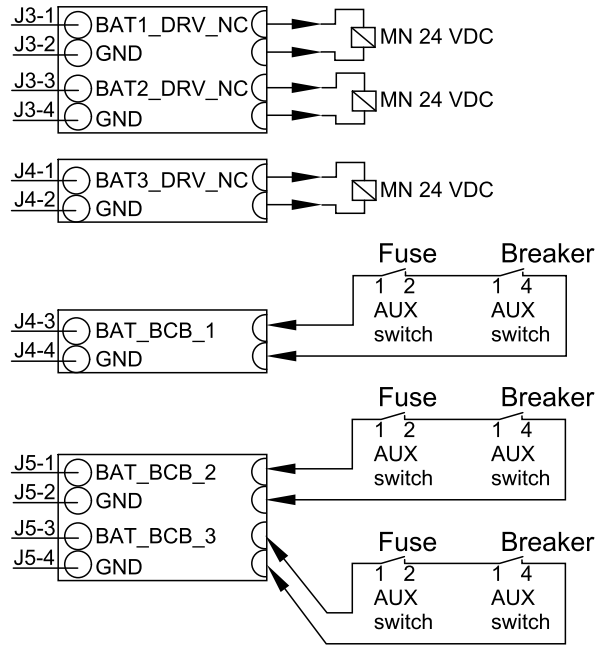 J3-1 BAT1_DRV_NC
J3-2 GND
MN 24 VDC
J3-3 BAT2_DRV_NC
J3-4 GND
MN 24 VDC
J4-1 BAT3_DRV_NC
J4-2 GND
MN 24 VDC
Fuse Breaker
1 2 1 4
AUX AUX
switch switch
J4-3 BAT_BCB_1
J4-4 GND
Fuse Breaker
1 2 1 4
AUX AUX
switch switch
J5-1 BAT_BCB_2
J5-2 GND
J5-3 BAT_BCB_3
J5-4 GND
Fuse Breaker
1 2 1 4
AUX AUX
switch switch